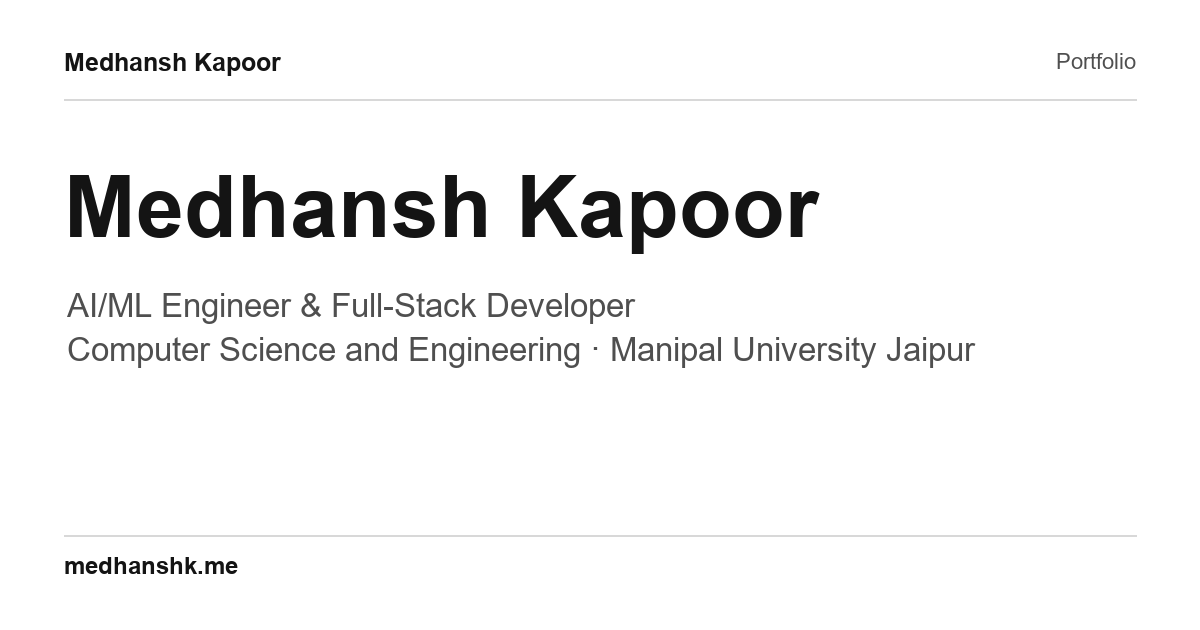 Medhansh Kapoor
Portfolio
Medhansh Kapoor
AI/ML Engineer & Full-Stack Developer
Computer Science and Engineering · Manipal University Jaipur
medhanshk.me